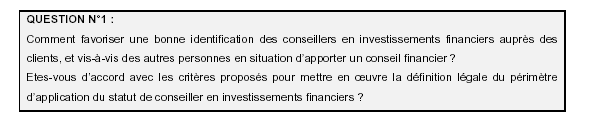 QUESTION N°1 :
Comment favoriser une bonne identification des conseillers en investissements financiers auprès des
clients, et vis-à-vis des autres personnes en situation d'apporter un conseil financier ?
Etes-vous d'accord avec les critères proposés pour mettre en œuvre la définition légale du périmètre
d'application du statut de conseiller en investissements financiers ?